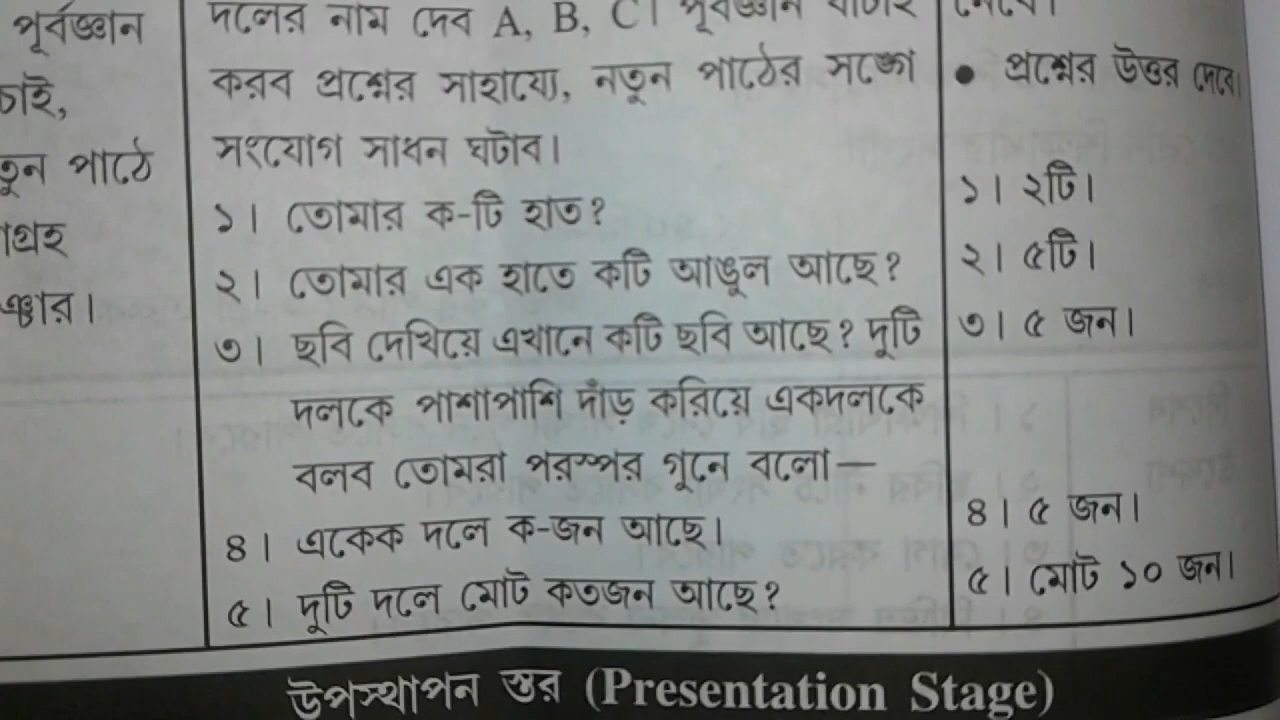 পূর্বজ্ঞান
চাই,
তুন পাঠে
গ্রহ
ঞ্চার।
দলের নাম দেব A, B, C। পূর্বজ্ঞান যাচাই
করব প্রশ্নের সাহায্যে, নতুন পাঠের সঙ্গে
সংযোগ সাধন ঘটাব।
১। তোমার ক-টি হাত?
২। তোমার এক হাতে কটি আঙুল আছে?
৩। ছবি দেখিয়ে এখানে কটি ছবি আছে? দুটি
দলকে পাশাপাশি দাঁড় করিয়ে একদলকে
বলব তোমরা পরস্পর গুনে বলো—
৪। একেক দলে ক-জন আছে।
৫। দুটি দলে মোট কতজন আছে?
নেবে।
• প্রশ্নের উত্তর দেবে।
১। ২টি।
২। ৫টি।
৩। ৫ জন।
৪। ৫ জন।
৫। মোট ১০ জন।
উপস্থাপন স্তর (Presentation Stage)